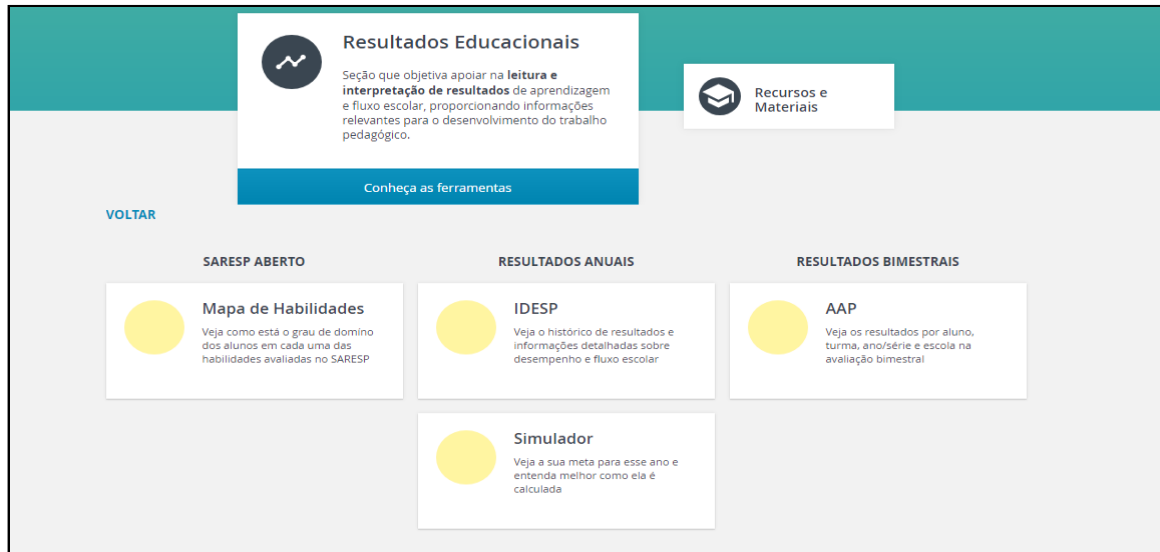 Resultados Educacionais
Seção que objetiva apoiar na leitura e
interpretação de resultados de aprendizagem
e fluxo escolar, proporcionando informações
relevantes para o desenvolvimento do trabalho
pedagógico.
Conheça as ferramentas
Recursos e
Materiais
VOLTAR
SARESP ABERTO
Mapa de Habilidades
Veja como está o grau de domíno
dos alunos em cada uma das
habilidades avaliadas no SARESP
RESULTADOS ANUAIS
IDESP
Veja o histórico de resultados e
informações detalhadas sobre
desempenho e fluxo escolar
Simulador
Veja a sua meta para esse ano e
entenda melhor como ela é
calculada
RESULTADOS BIMESTRAIS
AAP
Veja os resultados por aluno,
turma, ano/série e escola na
avaliação bimestral